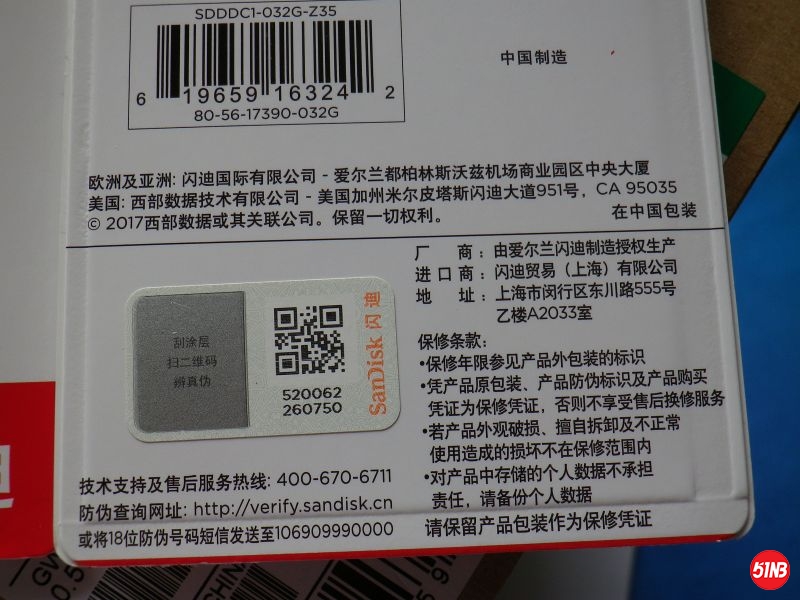 SDDDC1-032G-Z35
6 19659 16324 2
80-56-17390-032G
中国制造
欧洲及亚洲: 闪迪国际有限公司 - 爱尔兰都柏林斯沃兹机场商业园区中央大厦
美国: 西部数据技术有限公司 - 美国加州米尔皮塔斯闪迪大道951号, CA 95035
© 2017西部数据或其关联公司。保留一切权利。
在中国包装
厂 商: 由爱尔兰闪迪制造授权生产
进口商: 闪迪贸易 (上海) 有限公司
地 址: 上海市闵行区东川路555号
乙楼A2033室
刮涂层
扫二维码
辨真伪
520062
260750
SanDisk 闪迪
保修条款:
•保修年限参见产品外包装的标识
•凭产品原包装、产品防伪标识及产品购买
凭证为保修凭证, 否则不享受售后换修服务
•若产品外观破损、擅自拆卸及不正常
使用造成的损坏不在保修范围内
•对产品中存储的个人数据不承担
责任, 请备份个人数据
请保留产品包装作为保修凭证
技术支持及售后服务热线: 400-670-6711
防伪查询网址: http://verify.sandisk.cn
或将18位防伪号码短信发送至106909990000
51NB